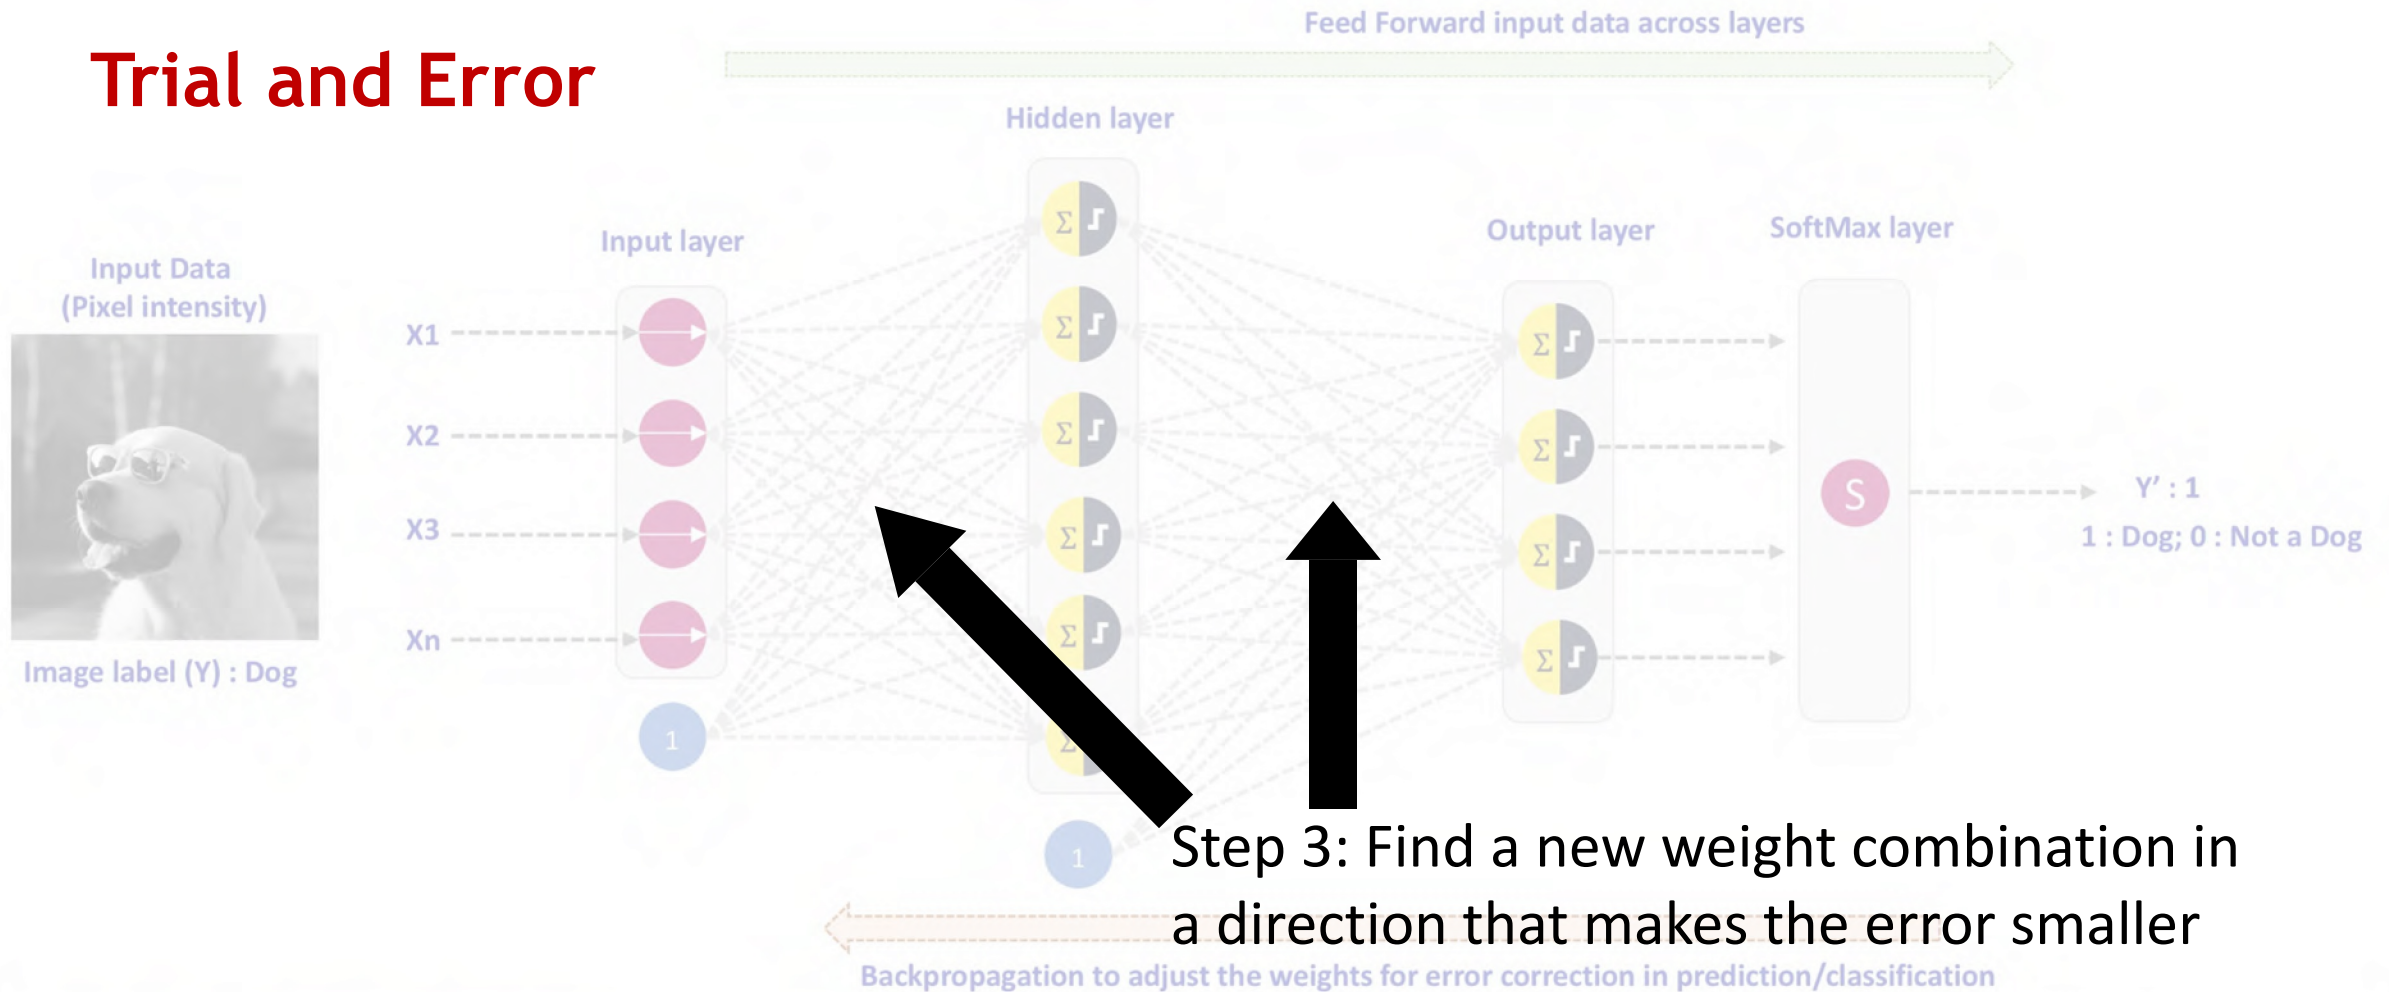 Feed Forward input data across layers
Trial and Error
Hidden layer
Input layer
Output layer
SoftMax layer
Input Data
(Pixel intensity)
X1
X2
X3
Xn
Σ
Σ
Σ
Σ
Σ
Σ
Σ
Σ
Σ
Σ
S
Y’ : 1
1 : Dog; 0 : Not a Dog
Image label (Y) : Dog
1
1
Step 3: Find a new weight combination in
a direction that makes the error smaller
Backpropagation to adjust the weights for error correction in prediction/classification